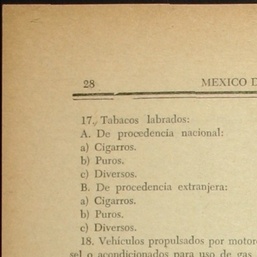 28 MEXICO D
17. Tabacos labrados:
A. De procedencia nacional:
a) Cigarros.
b) Puros.
c) Diversos.
B. De procedencia extranjera:
a) Cigarros.
b) Puros.
c) Diversos.
18. Vehículos propulsados por motor
sel o acondicionados para uso de gas